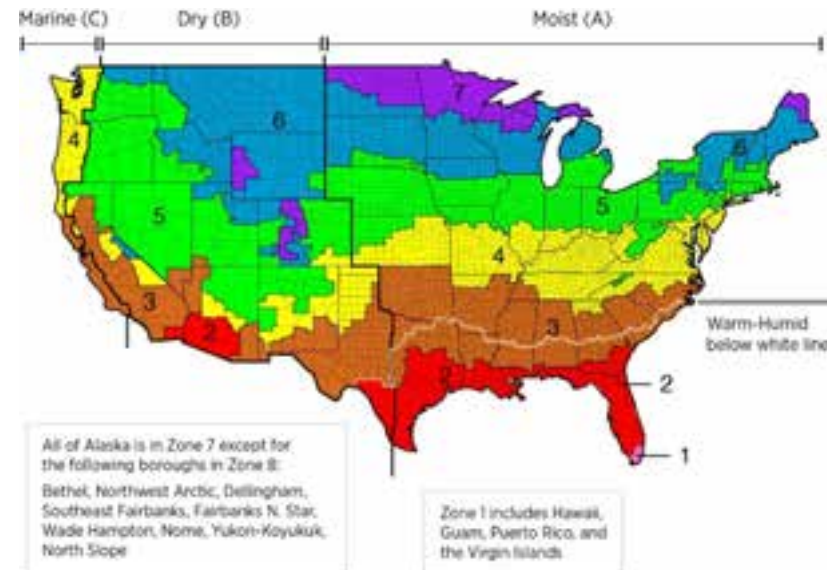 Marine (C) Dry (B) Moist (A)
7
6
4
6
5
5
4
3
3
Warm-Humid
below white line
2
2
2
1
All of Alaska is in Zone 7 except for
the following boroughs in Zone 8:
Bethel, Northwest Arctic, Dellingham,
Southeast Fairbanks, Fairbanks N. Star,
Wade Hampton, Nome, Yukon-Koyukuk,
North Slope
Zone 1 includes Hawaii,
Guam, Puerto Rico, and
the Virgin Islands